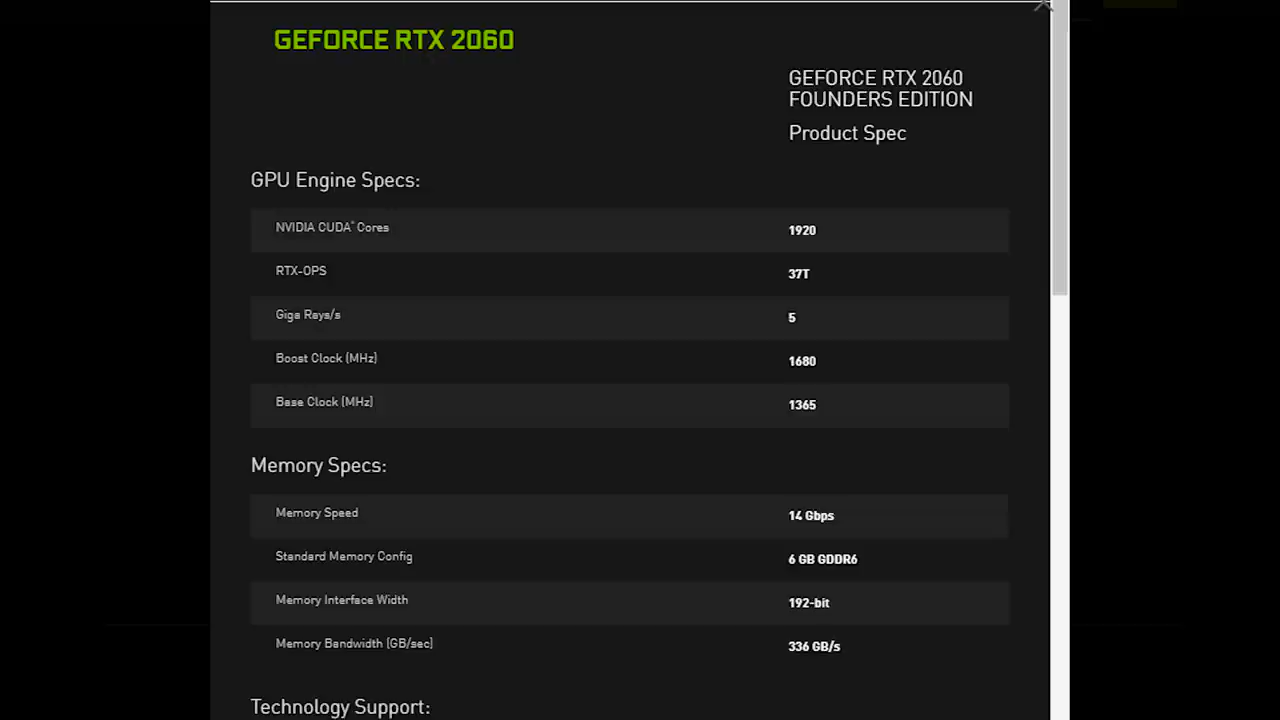 GEFORCE RTX 2060
GEFORCE RTX 2060
FOUNDERS EDITION
Product Spec
GPU Engine Specs:
NVIDIA CUDA® Cores 1920
RTX-OPS 37T
Giga Rays/s 5
Boost Clock (MHz) 1680
Base Clock (MHz) 1365
Memory Specs:
Memory Speed 14 Gbps
Standard Memory Config 6 GB GDDR6
Memory Interface Width 192-bit
Memory Bandwidth (GB/sec) 336 GB/s
Technology Support: